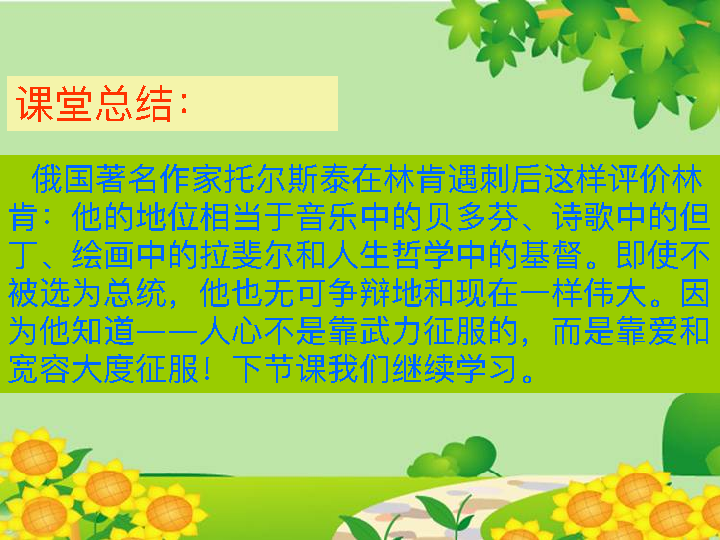 课堂总结：
俄国著名作家托尔斯泰在林肯遇刺后这样评价林
肯：他的地位相当于音乐中的贝多芬、诗歌中的但
丁、绘画中的拉斐尔和人生哲学中的基督。即使不
被选为总统，他也无可争辩地和现在一样伟大。因
为他知道——人心不是靠武力征服的，而是靠爱和
宽容大度征服！下节课我们继续学习。